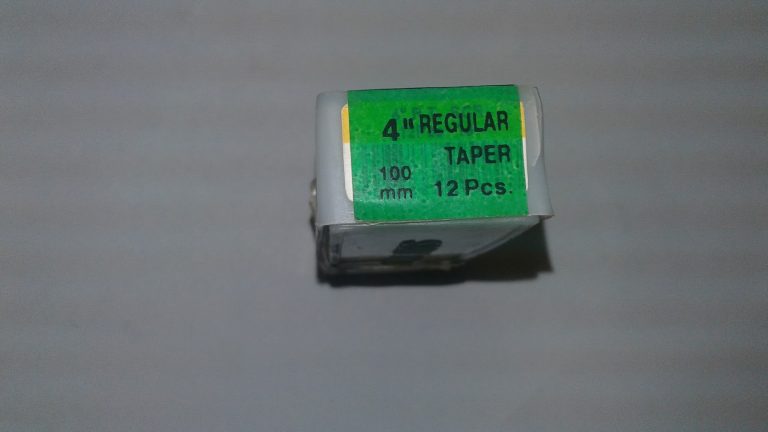 4" REGULAR
TAPER
100
mm 12 Pcs.